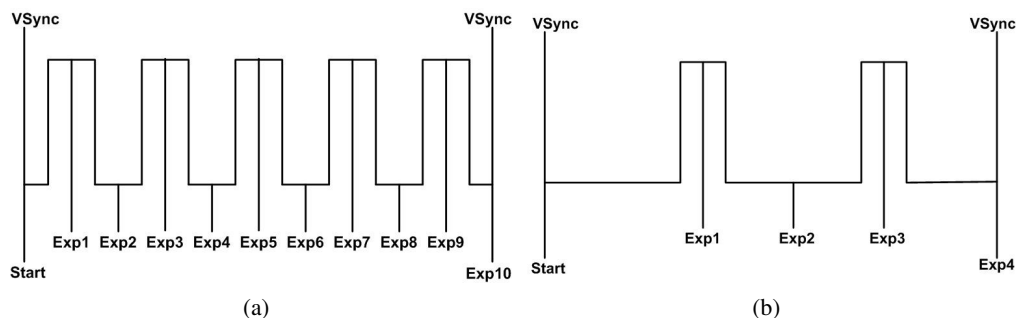 VSync VSync
Exp1 Exp2 Exp3 Exp4 Exp5 Exp6 Exp7 Exp8 Exp9
Start Exp10
(a)
VSync VSync
Exp1 Exp2 Exp3
Start Exp4
(b)